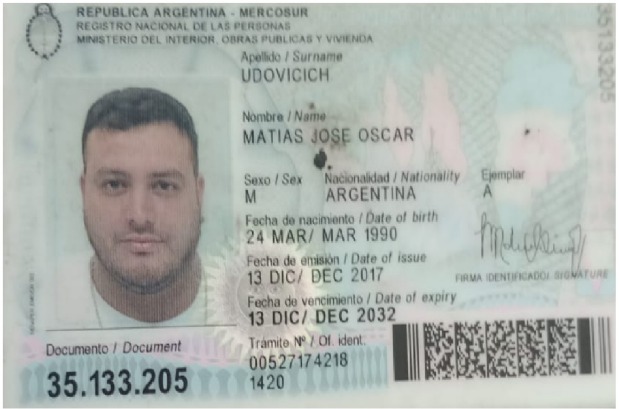 REPUBLICA ARGENTINA - MERCOSUR
REGISTRO NACIONAL DE LAS PERSONAS
MINISTERIO DEL INTERIOR, OBRAS PUBLICAS Y VIVIENDA
Apellido / Surname
UDOVICICH
Nombre / Name
MATIAS JOSE OSCAR
Sexo / Sex Nacionalidad / Nationality Ejemplar
M ARGENTINA A
Fecha de nacimiento / Date of birth
24 MAR/ MAR 1990
Fecha de emisión / Date of issue
13 DIC/ DEC 2017
FIRMA IDENTIFICADO/ SIGNATURE
Fecha de vencimiento / Date of expiry
13 DIC/ DEC 2032
Documento / Document
35.133.205
Tramite Nº / Of. ident.
00527174218
1420
35133205